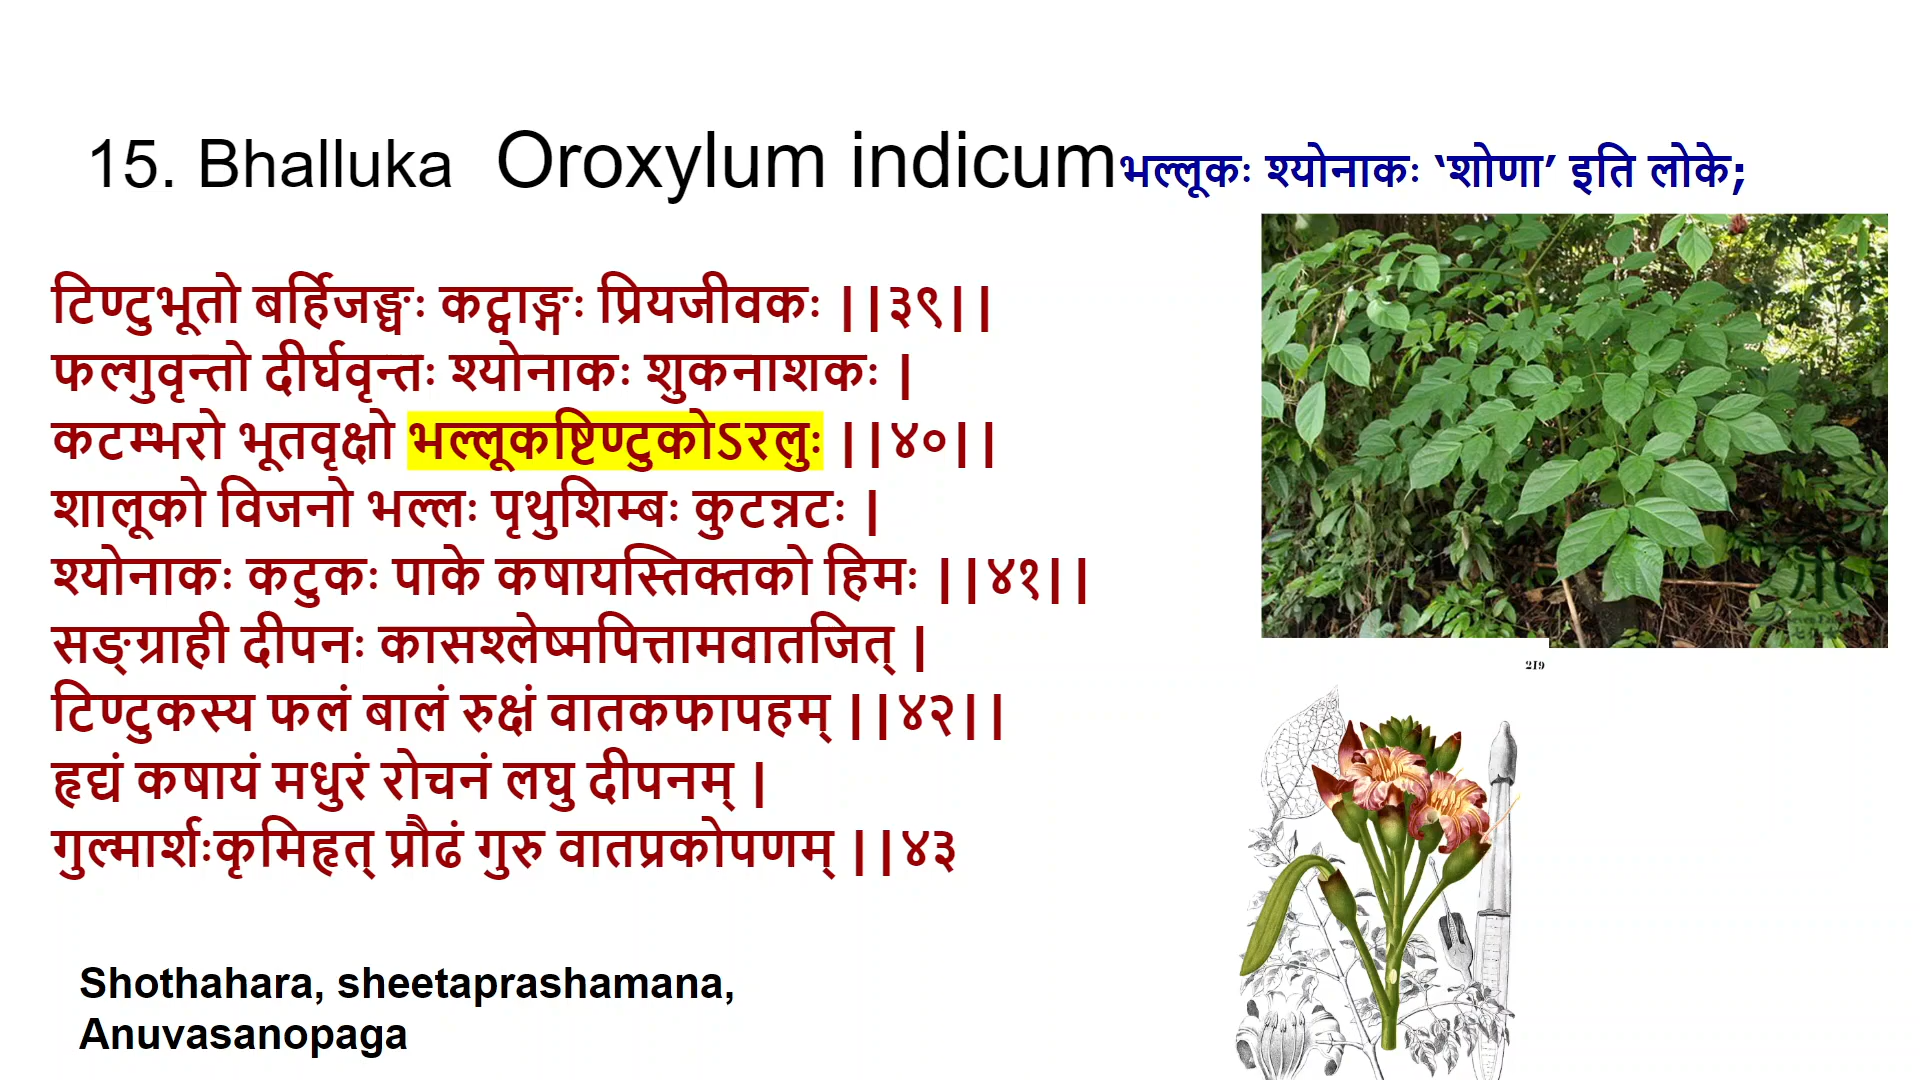 15. Bhalluka Oroxylum indicum भल्लूकः श्योनाकः ‘शोणा’ इति लोके;
टिण्टुभूतो बर्हिजङ्घः कट्वाङ्गः प्रियजीवकः ||३९||
फल्गुवृन्तो दीर्घवृन्तः श्योनाकः शुकनाशकः |
कटम्भरो भूतवृक्षो भल्लूकष्टिण्टुकोऽरलुः ||४०||
शालूको विजनो भल्लः पृथुशिम्बः कुटन्नटः |
श्योनाकः कटुकः पाके कषायस्तिक्तको हिमः ||४१||
सङ्ग्राही दीपनः कासश्लेष्मपित्तामवातजित् |
टिण्टुकस्य फलं बालं रुक्षं वातकफापहम् ||४२||
हृद्यं कषायं मधुरं रोचनं लघु दीपनम् |
गुल्मार्शःकृमिहृत् प्रौढं गुरु वातप्रकोपणम् ||४३
219
Shothahara, sheetaprashamana,
Anuvasanopaga